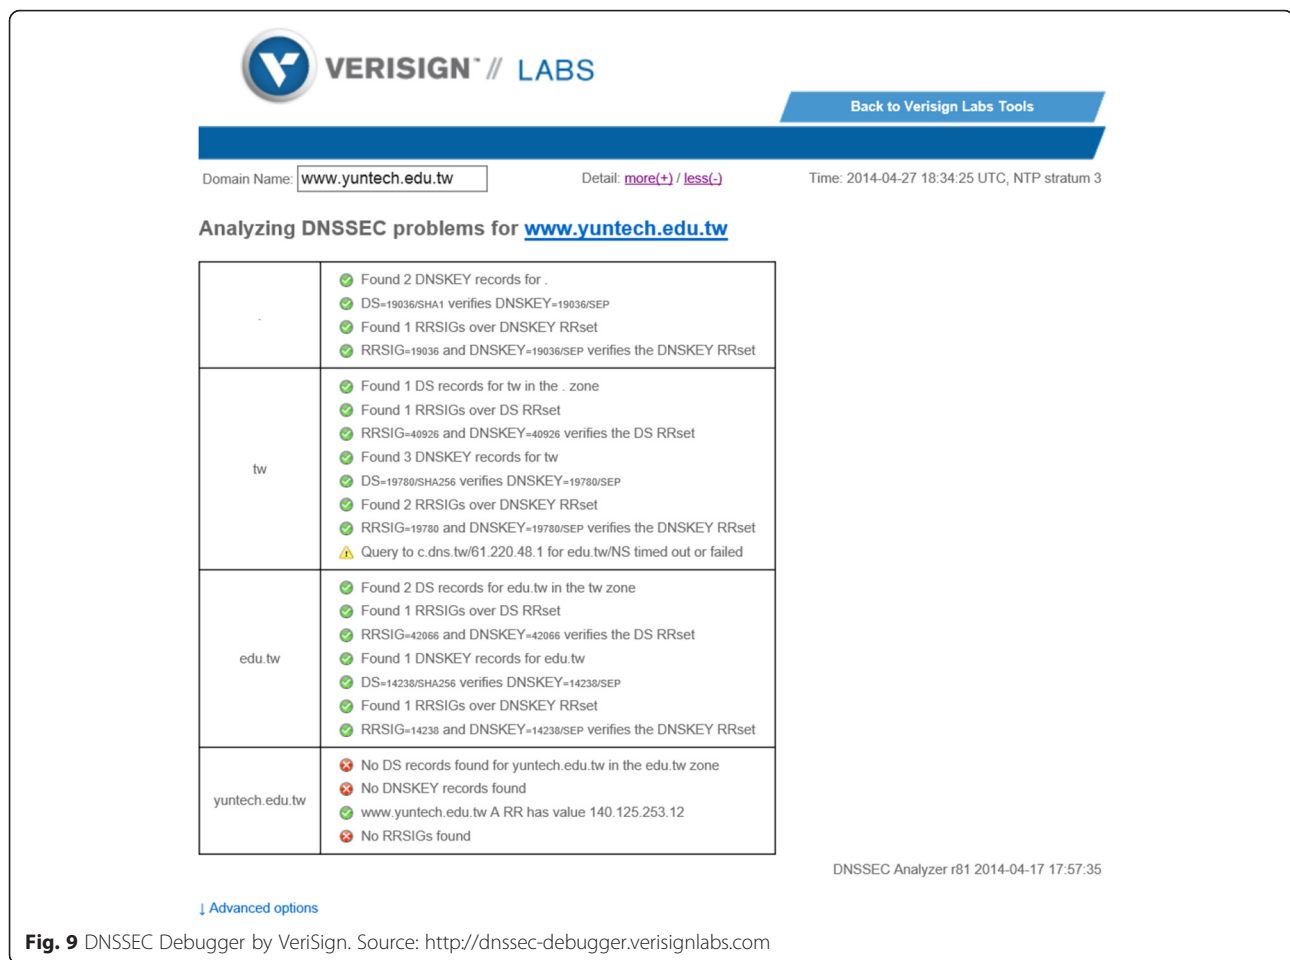 VERISIGN™ // LABS
Back to Verisign Labs Tools
Domain Name: www.yuntech.edu.tw Detail: more(+) / less(-) Time: 2014-04-27 18:34:25 UTC, NTP stratum 3
Analyzing DNSSEC problems for www.yuntech.edu.tw
.
Found 2 DNSKEY records for .
DS=19036/SHA1 verifies DNSKEY=19036/SEP
Found 1 RRSIGs over DNSKEY RRset
RRSIG=19036 and DNSKEY=19036/SEP verifies the DNSKEY RRset
tw
Found 1 DS records for tw in the . zone
Found 1 RRSIGs over DS RRset
RRSIG=40926 and DNSKEY=40926 verifies the DS RRset
Found 3 DNSKEY records for tw
DS=19780/SHA256 verifies DNSKEY=19780/SEP
Found 2 RRSIGs over DNSKEY RRset
RRSIG=19780 and DNSKEY=19780/SEP verifies the DNSKEY RRset
Query to c.dns.tw/61.220.48.1 for edu.tw/NS timed out or failed
edu.tw
Found 2 DS records for edu.tw in the tw zone
Found 1 RRSIGs over DS RRset
RRSIG=42066 and DNSKEY=42066 verifies the DS RRset
Found 1 DNSKEY records for edu.tw
DS=14238/SHA256 verifies DNSKEY=14238/SEP
Found 1 RRSIGs over DNSKEY RRset
RRSIG=14238 and DNSKEY=14238/SEP verifies the DNSKEY RRset
yuntech.edu.tw
No DS records found for yuntech.edu.tw in the edu.tw zone
No DNSKEY records found
www.yuntech.edu.tw A RR has value 140.125.253.12
No RRSIGs found
DNSSEC Analyzer r81 2014-04-17 17:57:35
↓ Advanced options
Fig. 9 DNSSEC Debugger by VeriSign. Source: http://dnssec-debugger.verisignlabs.com